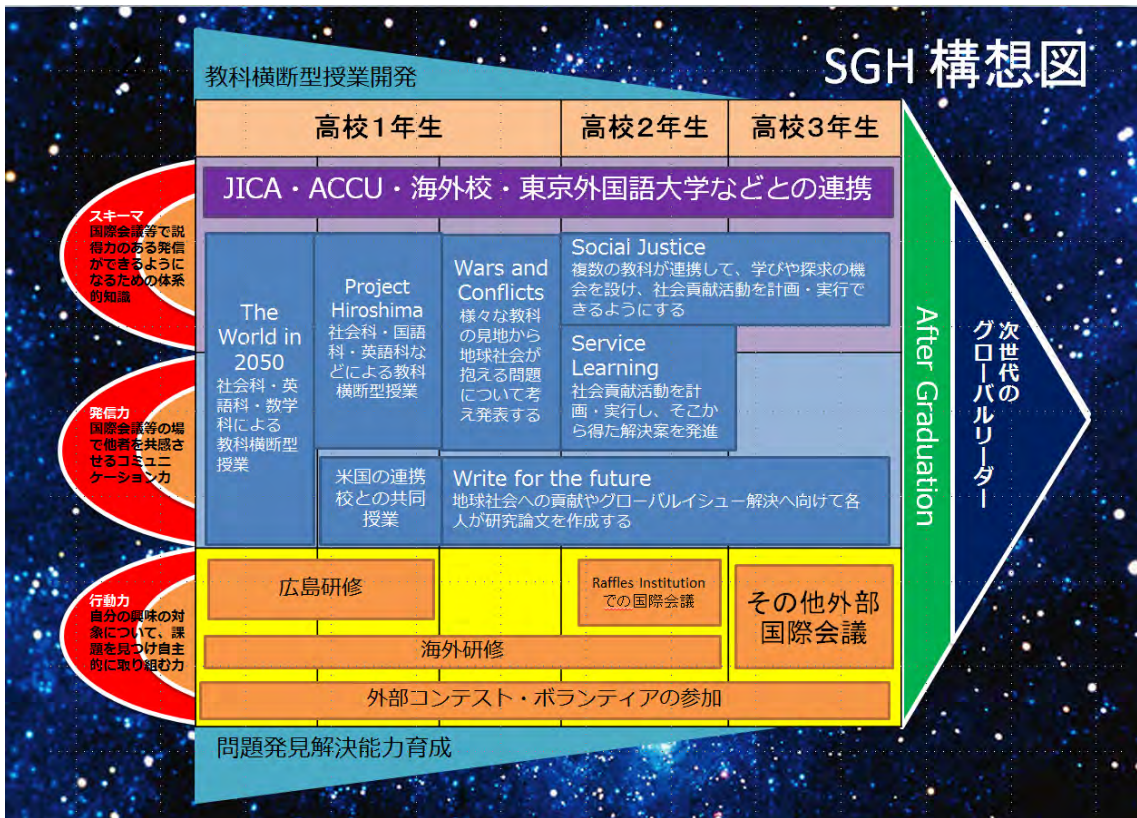 SGH 構想図
教科横断型授業開発
高校1年生
高校2年生
高校3年生
JICA・ACCU・海外校・東京外国語大学などとの連携
スキーマ
国際会議等で説
得力のある発信
ができるように
なるための体系
的知識
The
World in
2050
社会科・英
語科・数学
科による
教科横断型
授業
Project
Hiroshima
社会科・国語
科・英語科な
どによる教科
横断型授業
Wars and
Conflicts
様々な教科
の見地から
地球社会が
抱える問題
について考
え発表する
Social Justice
複数の教科が連携して、学びや探求の機
会を設け、社会貢献活動を計画・実行で
きるようにする
Service
Learning
社会貢献活動を計
画・実行し、そこか
ら得た解決案を発進
発信力
国際会議等の場
で他者を共感さ
せるコミュニ
ケーション力
米国の連携
校との共同
授業
Write for the future
地球社会への貢献やグローバルイシュー解決へ向けて各
人が研究論文を作成する
行動力
自分の興味の対
象について、課
題を見つけ自主
的に取り組む力
広島研修
Raffles Institution
での国際会議
その他外部
国際会議
海外研修
外部コンテスト・ボランティアの参加
問題発見解決能力育成
After Graduation
次世代の
グローバルリーダー